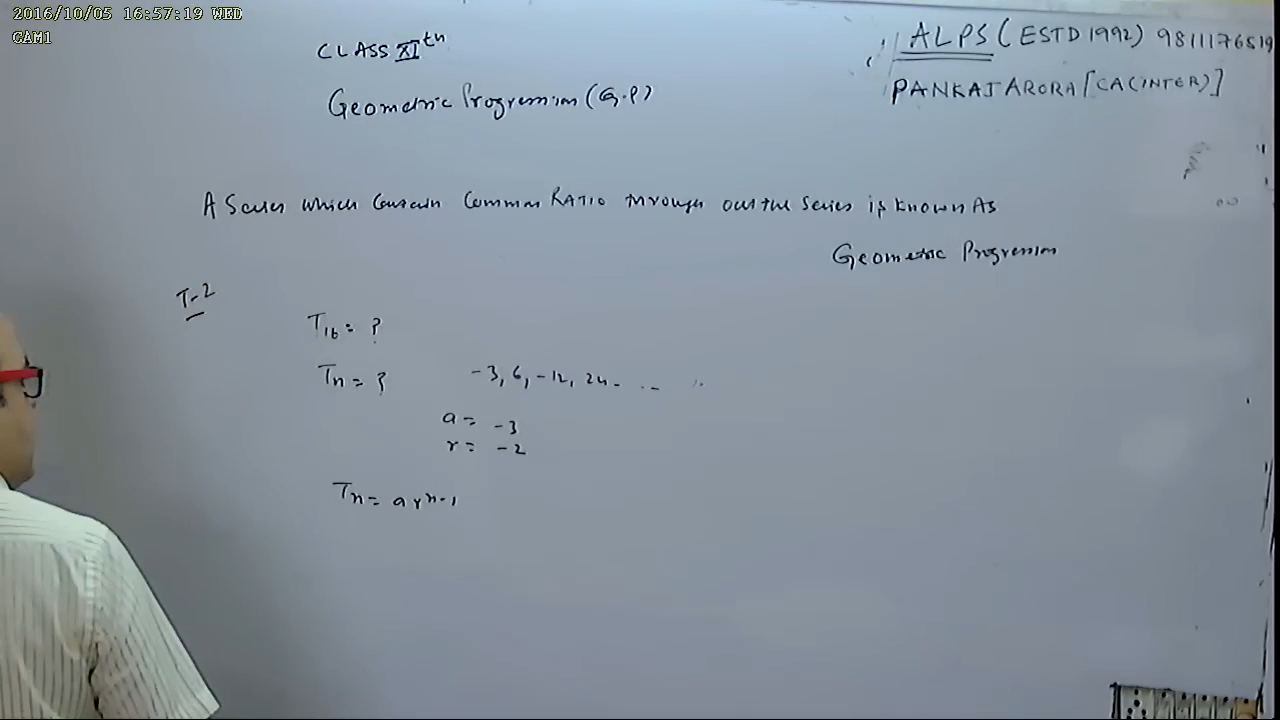 2016/10/05 16:57:19 WED
CAM1
CLASS XIth
ALPS (ESTD 1992) 9811176519
PANKAJ ARORA [CA(INTER)]
Geometric Progression (G.P)
A Series which Contain Common RATIO through out the Series is known As
Geometric Progression
T-2
T16 = ?
Tn = ? -3, 6, -12, 24- ...
a = -3
r = -2
Tn = ar^n-1